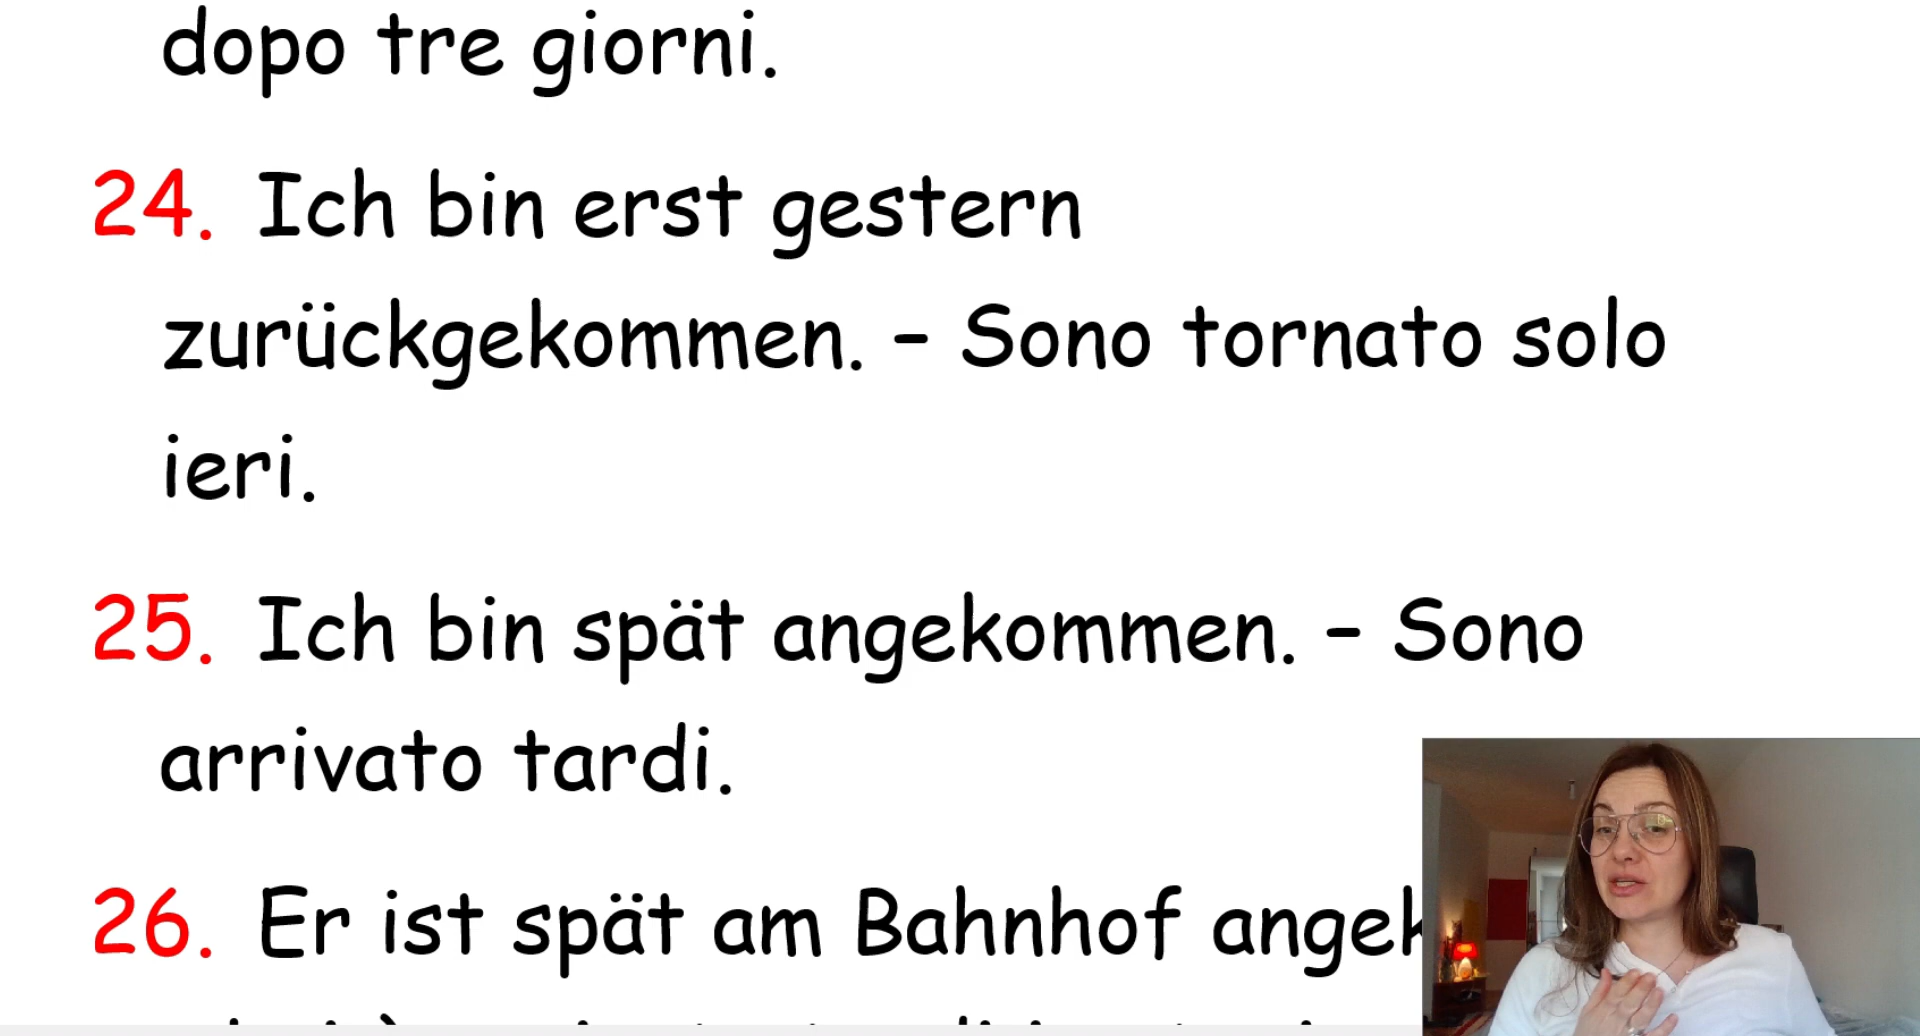 dopo tre giorni.
24. Ich bin erst gestern
zurückgekommen. – Sono tornato solo
ieri.
25. Ich bin spät angekommen. – Sono
arrivato tardi.
26. Er ist spät am Bahnhof